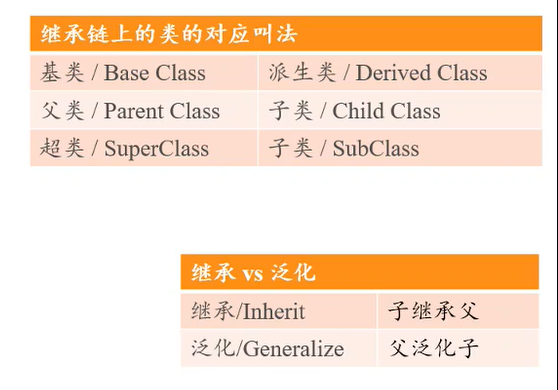 继承链上的类的对应叫法
基类 / Base Class 派生类 / Derived Class
父类 / Parent Class 子类 / Child Class
超类 / SuperClass 子类 / SubClass
继承 vs 泛化
继承/Inherit 子继承父
泛化/Generalize 父泛化子